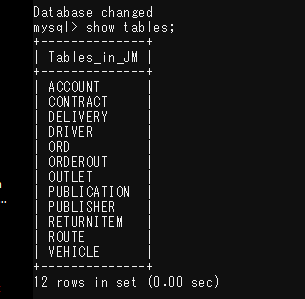 Database changed
mysql> show tables;
+--------------+
| Tables_in_JM |
+--------------+
| ACCOUNT      |
| CONTRACT     |
| DELIVERY     |
| DRIVER       |
| ORD          |
| ORDEROUT     |
| OUTLET       |
| PUBLICATION  |
| PUBLISHER    |
| RETURNITEM   |
| ROUTE        |
| VEHICLE      |
+--------------+
12 rows in set (0.00 sec)